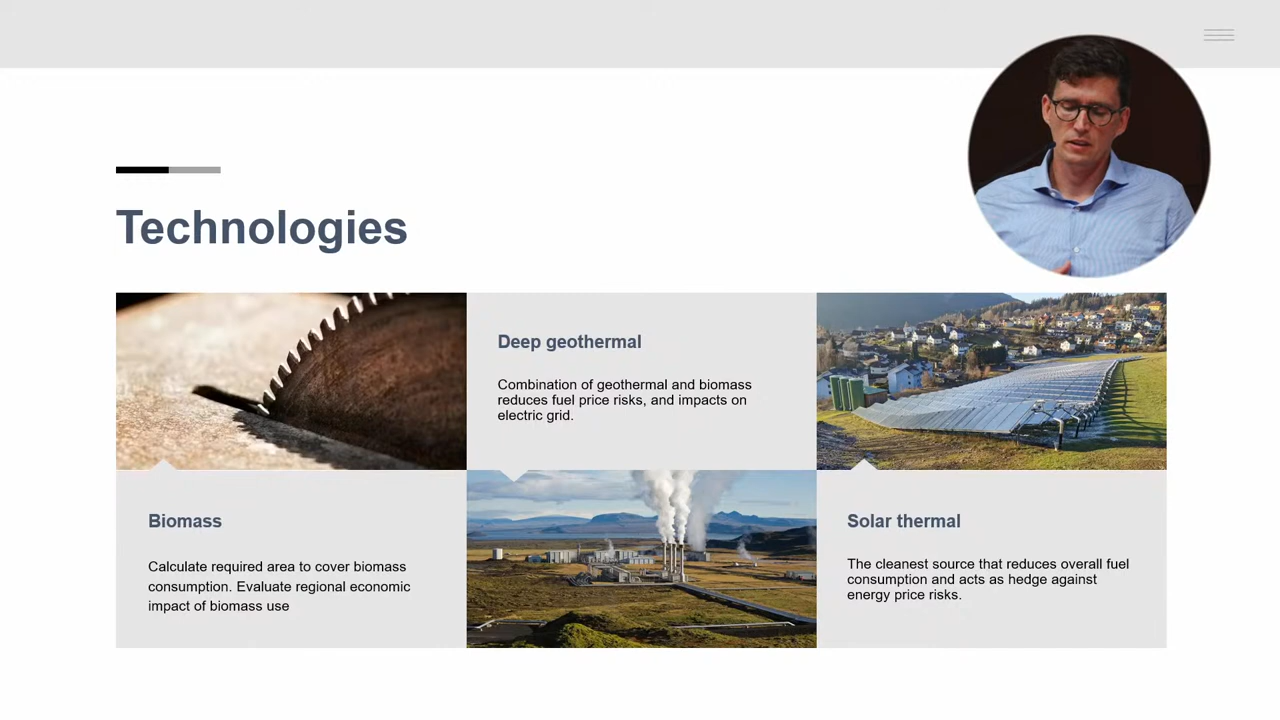 Technologies
Deep geothermal
Combination of geothermal and biomass
reduces fuel price risks, and impacts on
electric grid.
Biomass
Calculate required area to cover biomass
consumption. Evaluate regional economic
impact of biomass use
Solar thermal
The cleanest source that reduces overall fuel
consumption and acts as hedge against
energy price risks.